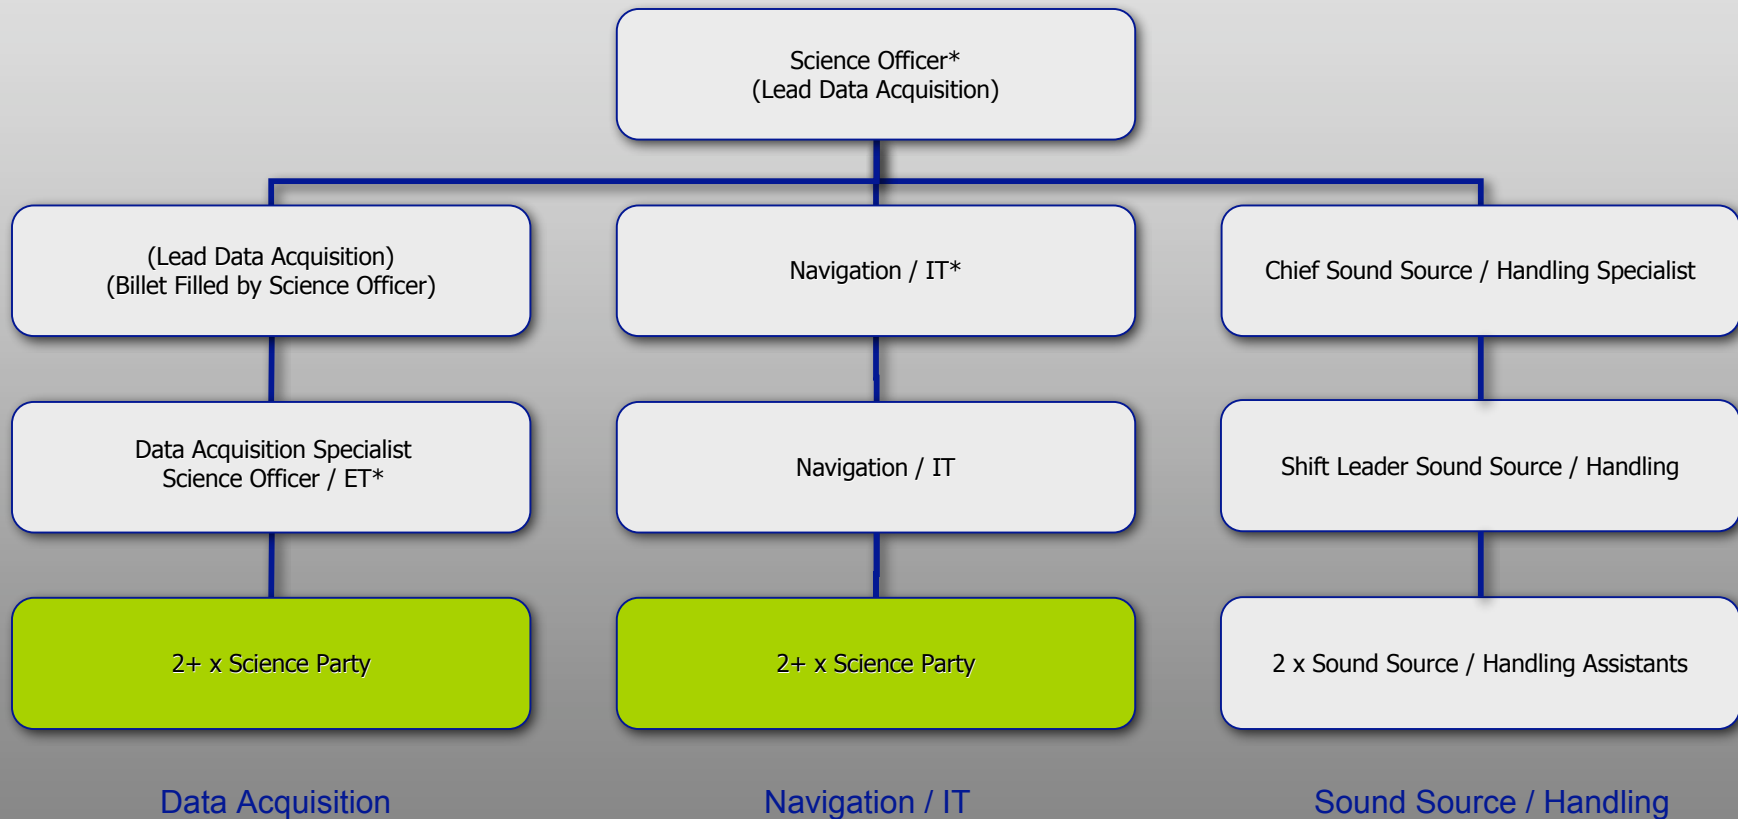 Science Officer*
(Lead Data Acquisition)
(Lead Data Acquisition)
(Billet Filled by Science Officer)
Navigation / IT*
Chief Sound Source / Handling Specialist
Data Acquisition Specialist
Science Officer / ET*
Navigation / IT
Shift Leader Sound Source / Handling
2+ x Science Party
2+ x Science Party
2 x Sound Source / Handling Assistants
Data Acquisition
Navigation / IT
Sound Source / Handling